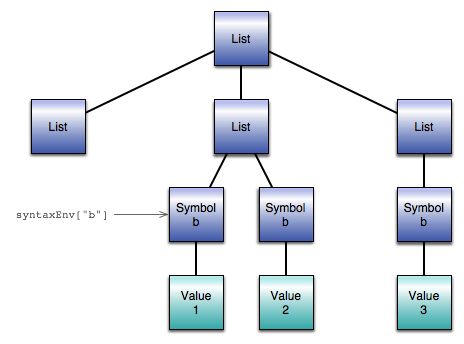 List
List
List
List
Symbol
b
Symbol
b
Symbol
b
syntaxEnv["b"]
Value
1
Value
2
Value
3